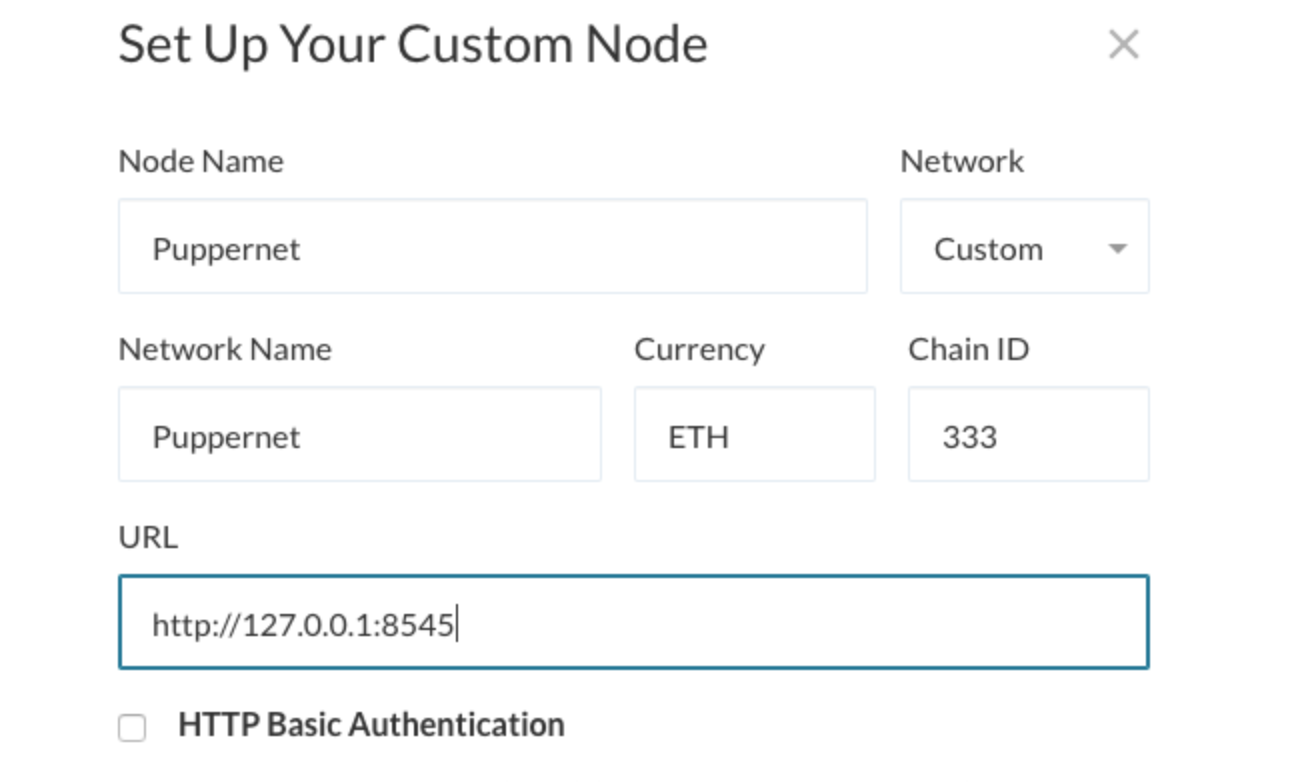 Set Up Your Custom Node
Node Name
Network
Puppernet
Custom
Network Name
Currency
Chain ID
Puppernet
ETH
333
URL
http://127.0.0.1:8545
HTTP Basic Authentication